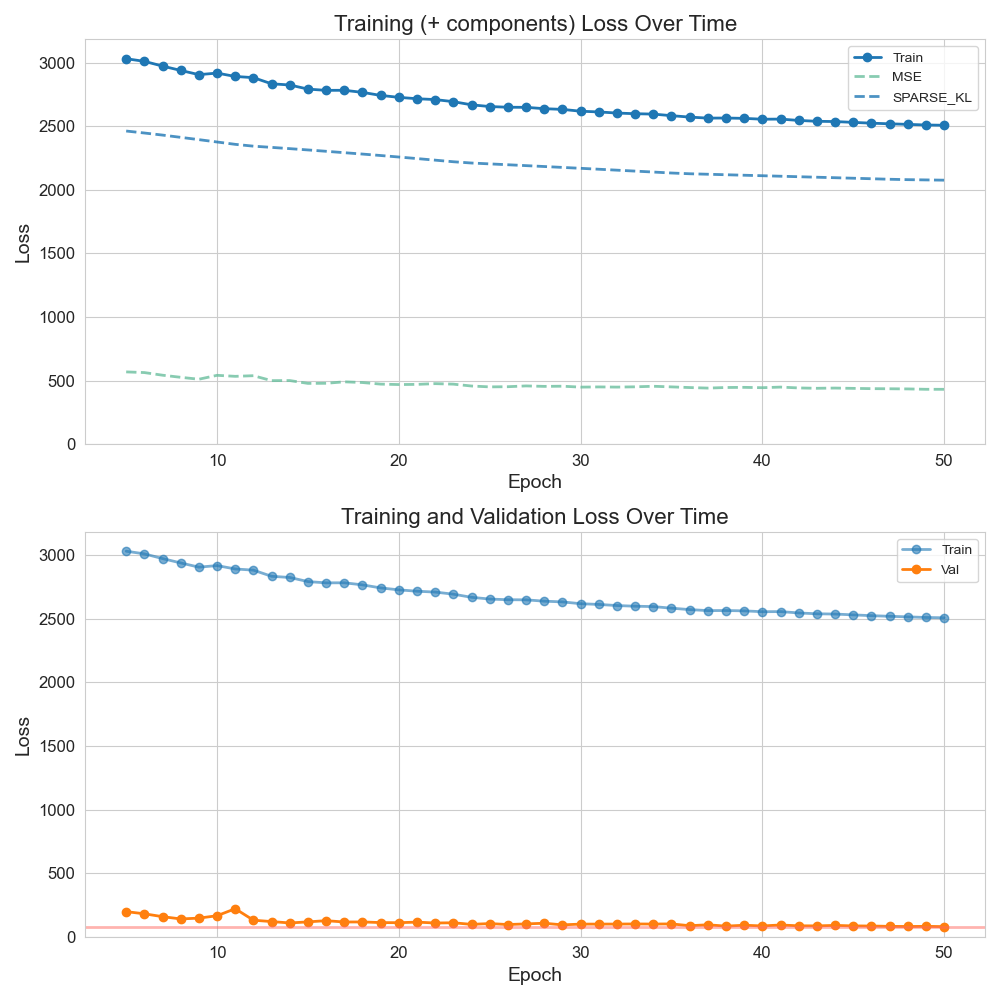 Training (+ components) Loss Over Time
Train
MSE
SPARSE_KL
3000
2500
2000
1500
1000
500
0
Loss
10 20 30 40 50
Epoch
Training and Validation Loss Over Time
Train
Val
3000
2500
2000
1500
1000
500
0
Loss
10 20 30 40 50
Epoch